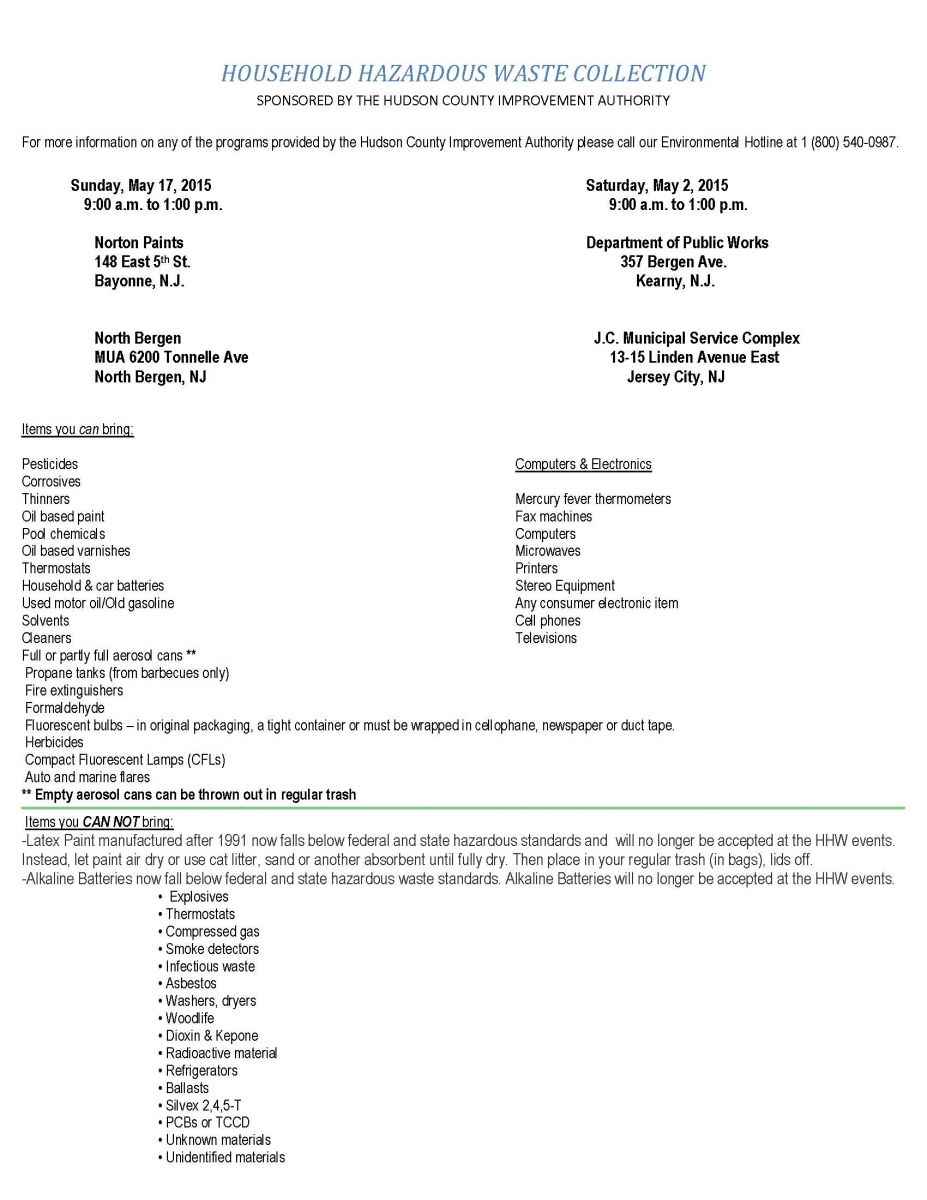 HOUSEHOLD HAZARDOUS WASTE COLLECTION
SPONSORED BY THE HUDSON COUNTY IMPROVEMENT AUTHORITY
For more information on any of the programs provided by the Hudson County Improvement Authority please call our Environmental Hotline at 1 (800) 540-0987.
Sunday, May 17, 2015
9:00 a.m. to 1:00 p.m.
Norton Paints
148 East 5th St.
Bayonne, N.J.
North Bergen
MUA 6200 Tonnelle Ave
North Bergen, NJ
Saturday, May 2, 2015
9:00 a.m. to 1:00 p.m.
Department of Public Works
357 Bergen Ave.
Kearny, N.J.
J.C. Municipal Service Complex
13-15 Linden Avenue East
Jersey City, NJ
Items you can bring:
Pesticides
Corrosives
Thinners
Oil based paint
Pool chemicals
Oil based varnishes
Thermostats
Household & car batteries
Used motor oil/Old gasoline
Solvents
Cleaners
Full or partly full aerosol cans **
Propane tanks (from barbecues only)
Fire extinguishers
Formaldehyde
Fluorescent bulbs – in original packaging, a tight container or must be wrapped in cellophane, newspaper or duct tape.
Herbicides
Compact Fluorescent Lamps (CFLs)
Auto and marine flares
** Empty aerosol cans can be thrown out in regular trash
Computers & Electronics
Mercury fever thermometers
Fax machines
Computers
Microwaves
Printers
Stereo Equipment
Any consumer electronic item
Cell phones
Televisions
Items you CAN NOT bring:
-Latex Paint manufactured after 1991 now falls below federal and state hazardous standards and will no longer be accepted at the HHW events.
Instead, let paint air dry or use cat litter, sand or another absorbent until fully dry. Then place in your regular trash (in bags), lids off.
-Alkaline Batteries now fall below federal and state hazardous waste standards. Alkaline Batteries will no longer be accepted at the HHW events.
• Explosives
• Thermostats
• Compressed gas
• Smoke detectors
• Infectious waste
• Asbestos
• Washers, dryers
• Woodlife
• Dioxin & Kepone
• Radioactive material
• Refrigerators
• Ballasts
• Silvex 2,4,5-T
• PCBs or TCCD
• Unknown materials
• Unidentified materials